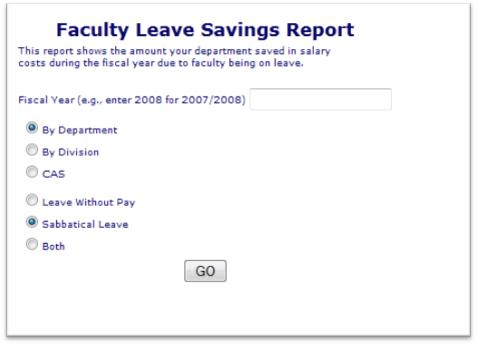 Faculty Leave Savings Report
This report shows the amount your department saved in salary
costs during the fiscal year due to faculty being on leave.
Fiscal Year (e.g., enter 2008 for 2007/2008)
By Department
By Division
CAS
Leave Without Pay
Sabbatical Leave
Both
GO